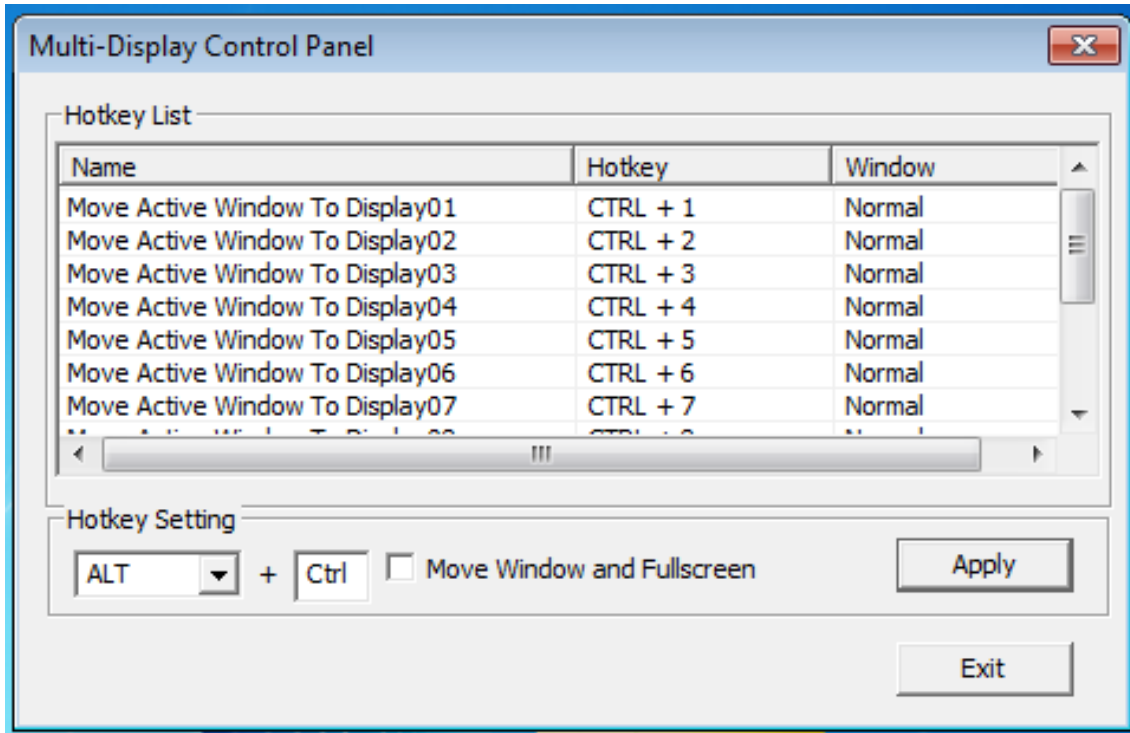 Multi-Display Control Panel
Hotkey List
Name Hotkey Window
Move Active Window To Display01 CTRL + 1 Normal
Move Active Window To Display02 CTRL + 2 Normal
Move Active Window To Display03 CTRL + 3 Normal
Move Active Window To Display04 CTRL + 4 Normal
Move Active Window To Display05 CTRL + 5 Normal
Move Active Window To Display06 CTRL + 6 Normal
Move Active Window To Display07 CTRL + 7 Normal
Hotkey Setting
ALT + Ctrl Move Window and Fullscreen Apply
Exit